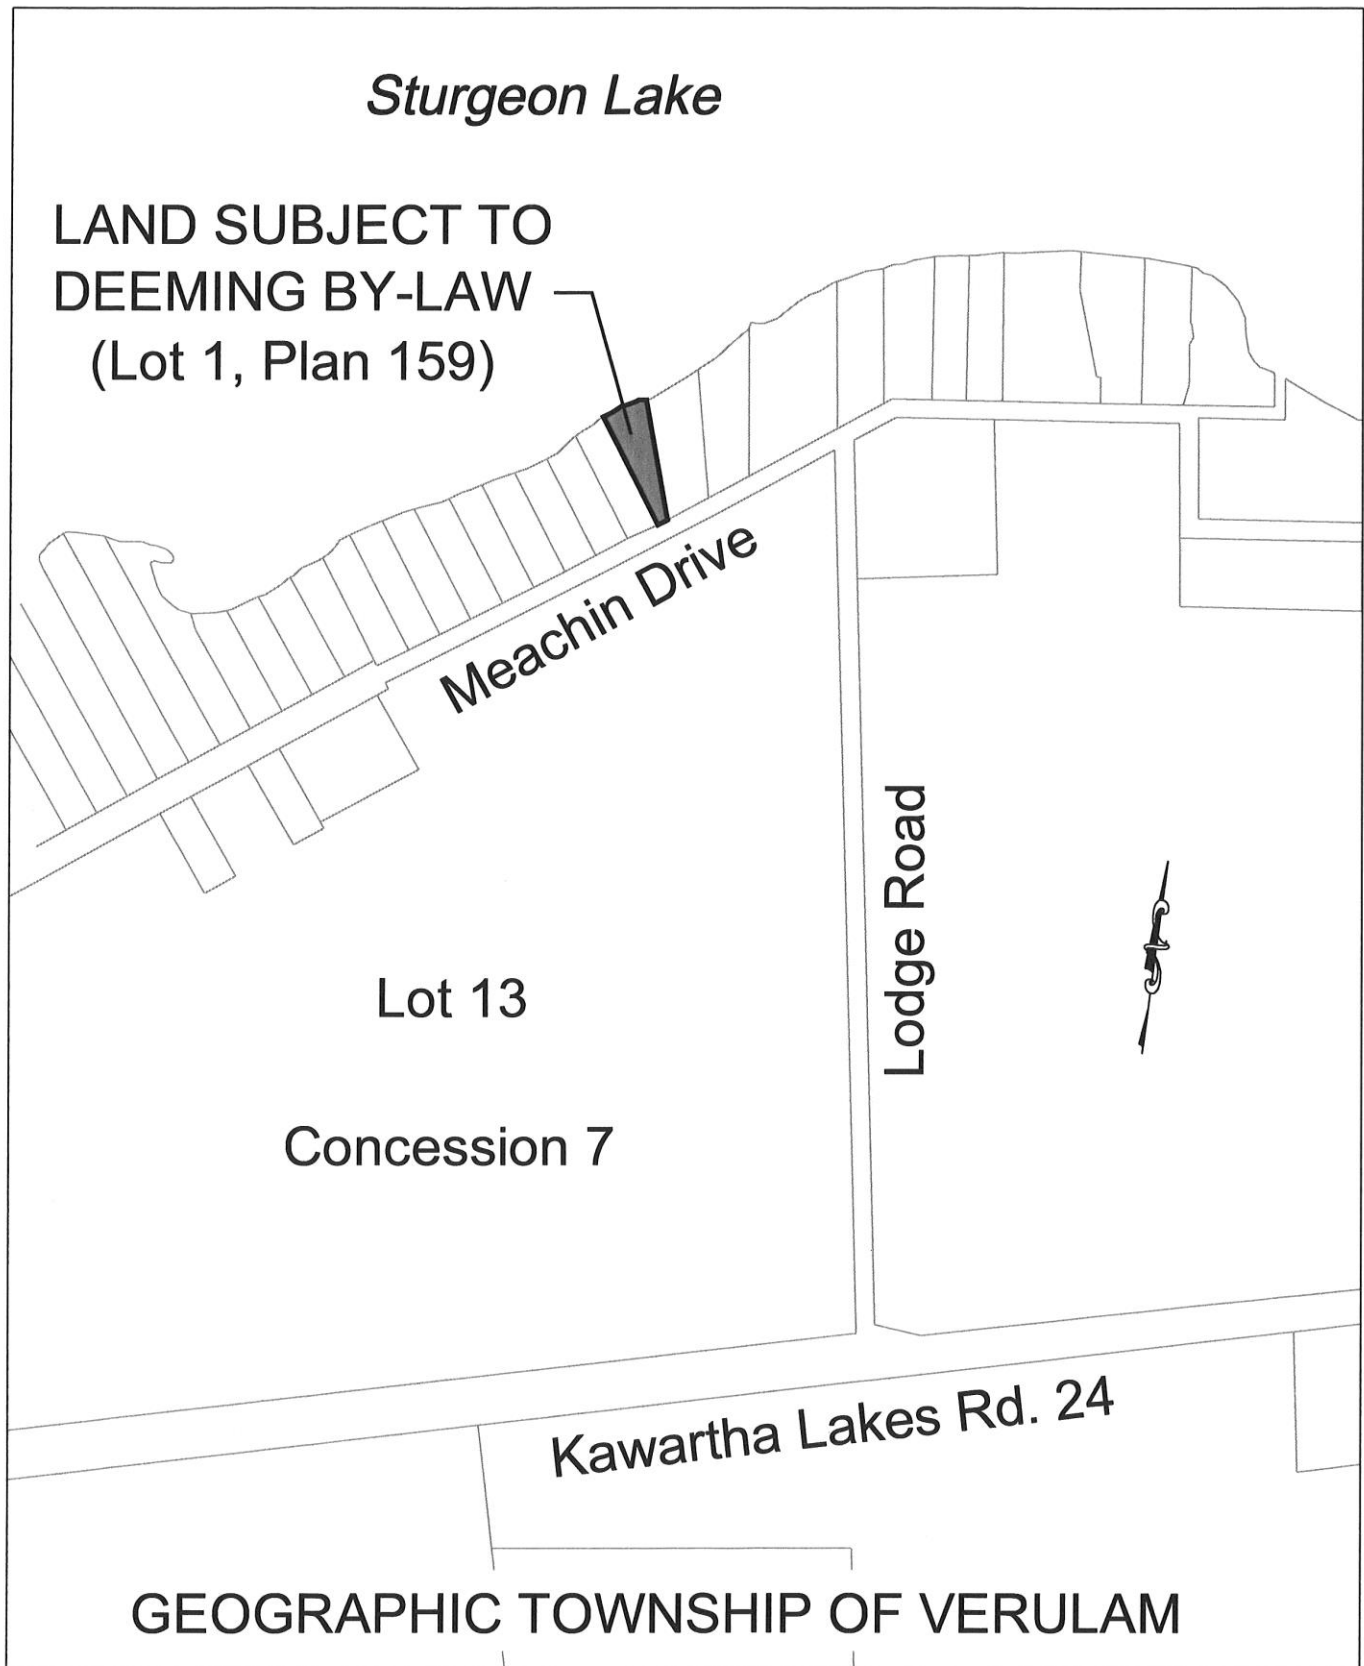 Sturgeon Lake
LAND SUBJECT TO
DEEMING BY-LAW
(Lot 1, Plan 159)
Meachin Drive
Lodge Road
Lot 13
Concession 7
Kawartha Lakes Rd. 24
GEOGRAPHIC TOWNSHIP OF VERULAM